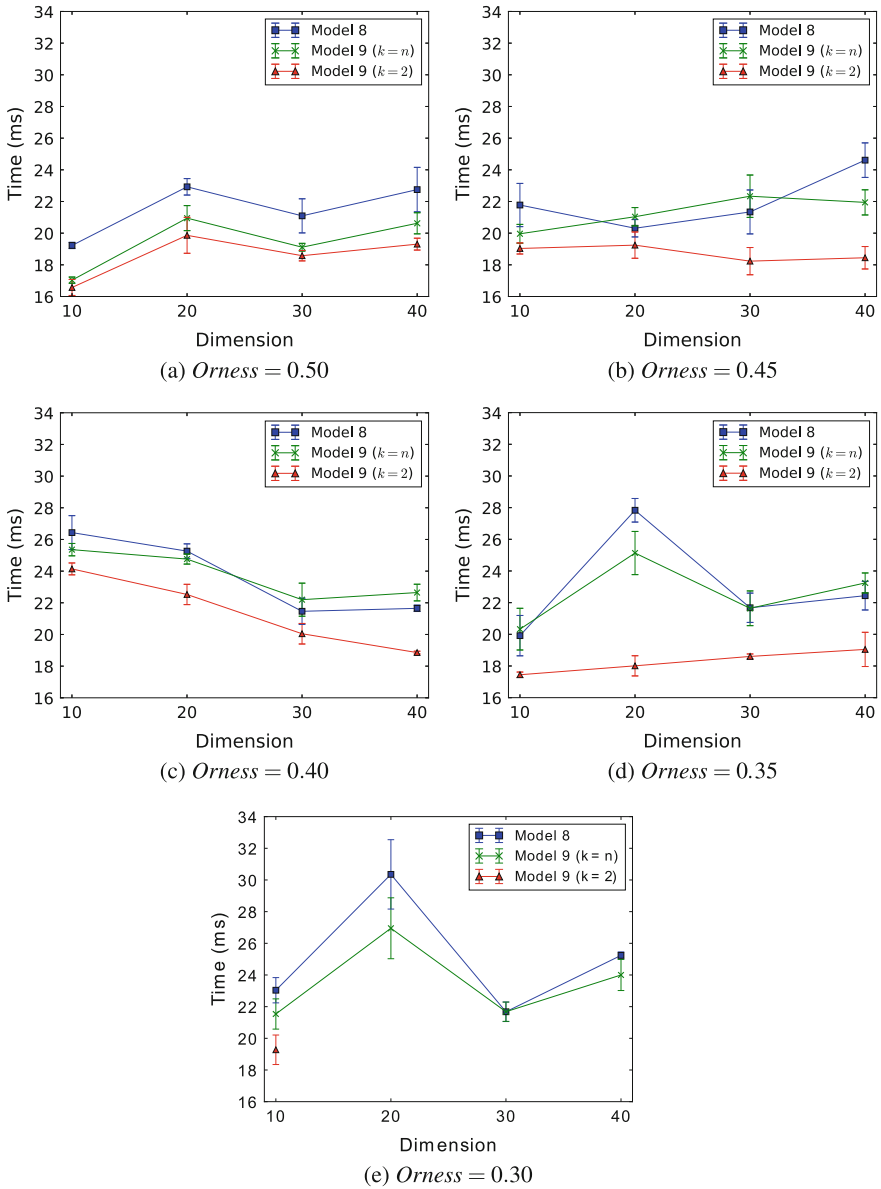 34
32
30
28
26
24
22
20
18
16
Time (ms)
Model 8
Model 9 (k = n)
Model 9 (k = 2)
10 20 30 40
Dimension
(a) Orness = 0.50
34
32
30
28
26
24
22
20
18
16
Time (ms)
Model 8
Model 9 (k = n)
Model 9 (k = 2)
10 20 30 40
Dimension
(b) Orness = 0.45
34
32
30
28
26
24
22
20
18
16
Time (ms)
Model 8
Model 9 (k = n)
Model 9 (k = 2)
10 20 30 40
Dimension
(c) Orness = 0.40
34
32
30
28
26
24
22
20
18
16
Time (ms)
Model 8
Model 9 (k = n)
Model 9 (k = 2)
10 20 30 40
Dimension
(d) Orness = 0.35
34
32
30
28
26
24
22
20
18
16
Time (ms)
Model 8
Model 9 (k = n)
Model 9 (k = 2)
10 20 30 40
Dimension
(e) Orness = 0.30